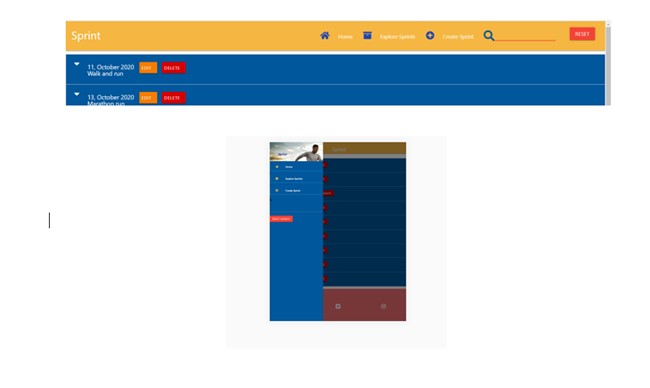 Sprint
Home Explore Sprints Create Sprint
RESET
11, October 2020 EDIT DELETE
Walk and run
13, October 2020 EDIT DELETE
Marathon run
Sprint
Sprint
Home
Explore Sprints
Create Sprint